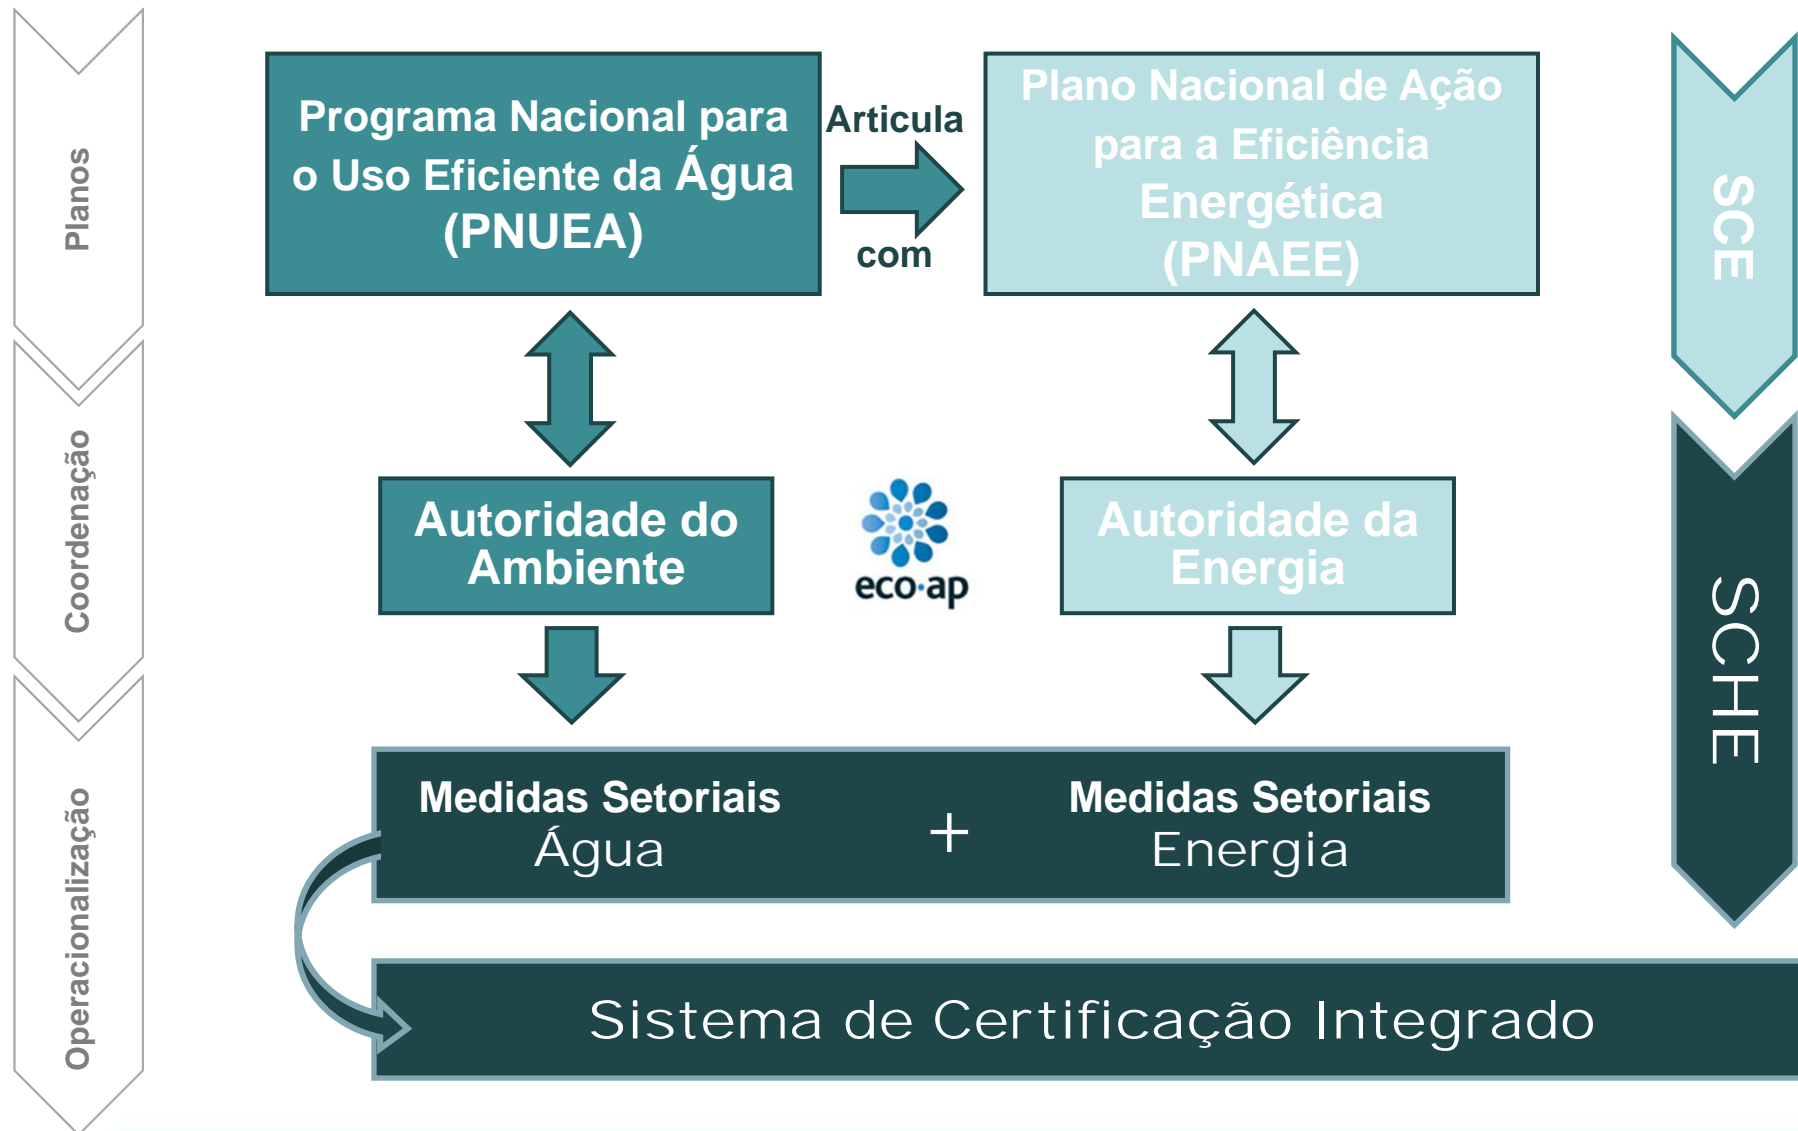 Planos
Programa Nacional para
o Uso Eficiente da Água
(PNUEA)
Articula
com
Plano Nacional de Ação
para a Eficiência
Energética
(PNAEE)
SCE
Coordenação
Autoridade do
Ambiente
eco·ap
Autoridade da
Energia
SCHE
Operacionalização
Medidas Setoriais
Água
+
Medidas Setoriais
Energia
Sistema de Certificação Integrado